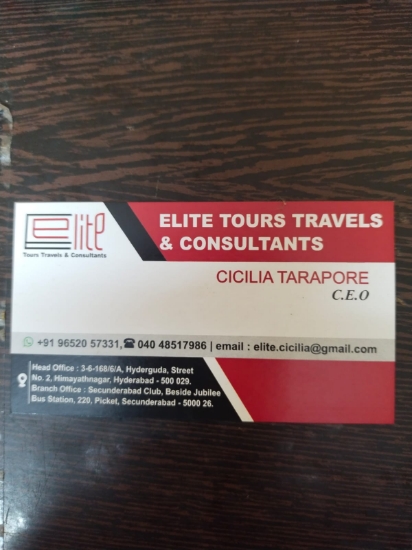 Elite
Tours Travels & Consultants
ELITE TOURS TRAVELS
& CONSULTANTS
CICILIA TARAPORE
C.E.O
+91 96520 57331, ☎ 040 48517986 | email : elite.cicilia@gmail.com
Head Office : 3-6-168/6/A, Hyderguda, Street
No. 2, Himayathnagar, Hyderabad - 500 029.
Branch Office : Secunderabad Club, Beside Jubilee
Bus Station, 220, Picket, Secunderabad - 5000 26.